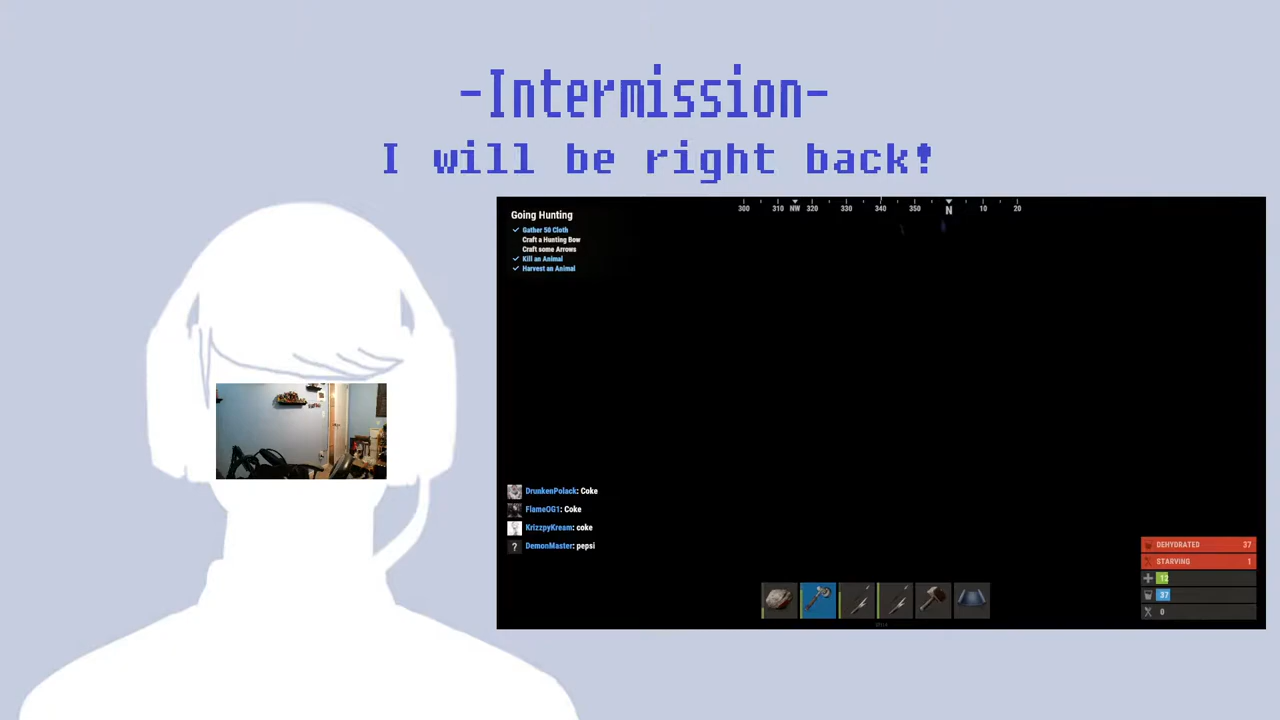 -Intermission-
I will be right back!
Going Hunting
Gather 50 Cloth
Craft a Hunting Bow
Craft some Arrows
Kill an Animal
Harvest an Animal
300 310 NW 320 330 340 350 N 10 20
DrunkenPolack: Coke
FlameOG1: Coke
KrizzpyKream: coke
? DemonMaster: pepsi
DEHYDRATED 37
STARVING 1
12
37
0